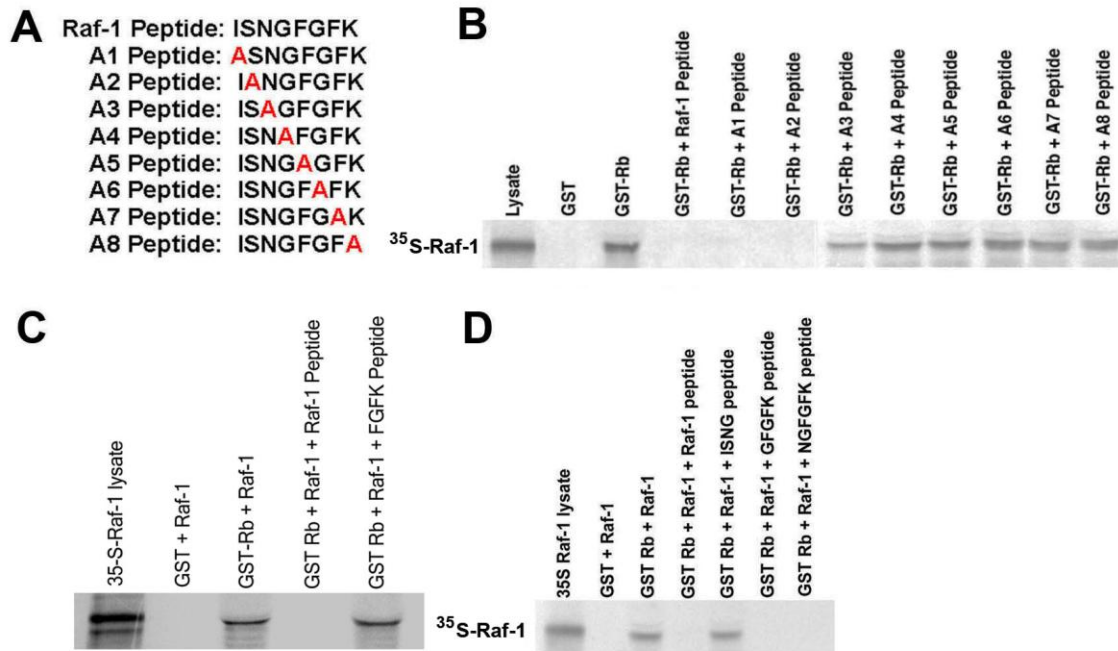 A
Raf-1 Peptide: ISNGFGFK
A1 Peptide: ASNGFGFK
A2 Peptide: IANGFGFK
A3 Peptide: ISAGFGFK
A4 Peptide: ISNAFGFK
A5 Peptide: ISNGAGFK
A6 Peptide: ISNGFAFK
A7 Peptide: ISNGFGAK
A8 Peptide: ISNGFGFA
B
Lysate
GST
GST-Rb
GST-Rb + Raf-1 Peptide
GST-Rb + A1 Peptide
GST-Rb + A2 Peptide
GST-Rb + A3 Peptide
GST-Rb + A4 Peptide
GST-Rb + A5 Peptide
GST-Rb + A6 Peptide
GST-Rb + A7 Peptide
GST-Rb + A8 Peptide
35S-Raf-1
C
35-S-Raf-1 lysate
GST + Raf-1
GST-Rb + Raf-1
GST Rb + Raf-1 + Raf-1 Peptide
GST Rb + Raf-1 + FGFK Peptide
D
35S Raf-1 lysate
GST + Raf-1
GST Rb + Raf-1
GST Rb + Raf-1 + Raf-1 peptide
GST Rb + Raf-1 + ISNG peptide
GST Rb + Raf-1 + GFGFK peptide
GST Rb + Raf-1 + NGFGFK peptide
35S-Raf-1